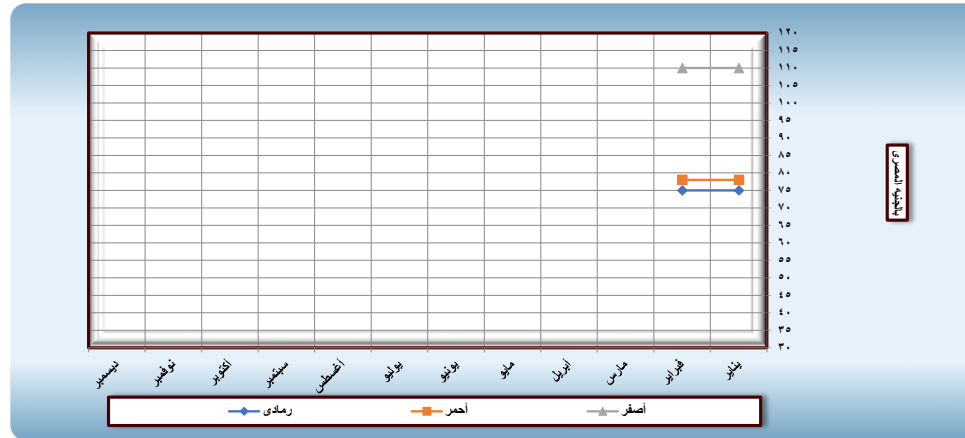 ١٢٠
١١٥
١١٠
١٠٥
١٠٠
٩٥
٩٠
٨٥
٨٠
٧٥
٧٠
٦٥
٦٠
٥٥
٥٠
٤٥
٤٠
٣٥
٣٠
بالجنيه المصرى
يناير
فبراير
مارس
أبريل
مايو
يونيو
يوليو
أغسطس
سبتمبر
أكتوبر
نوفمبر
ديسمبر
أصفر أحمر رمادى